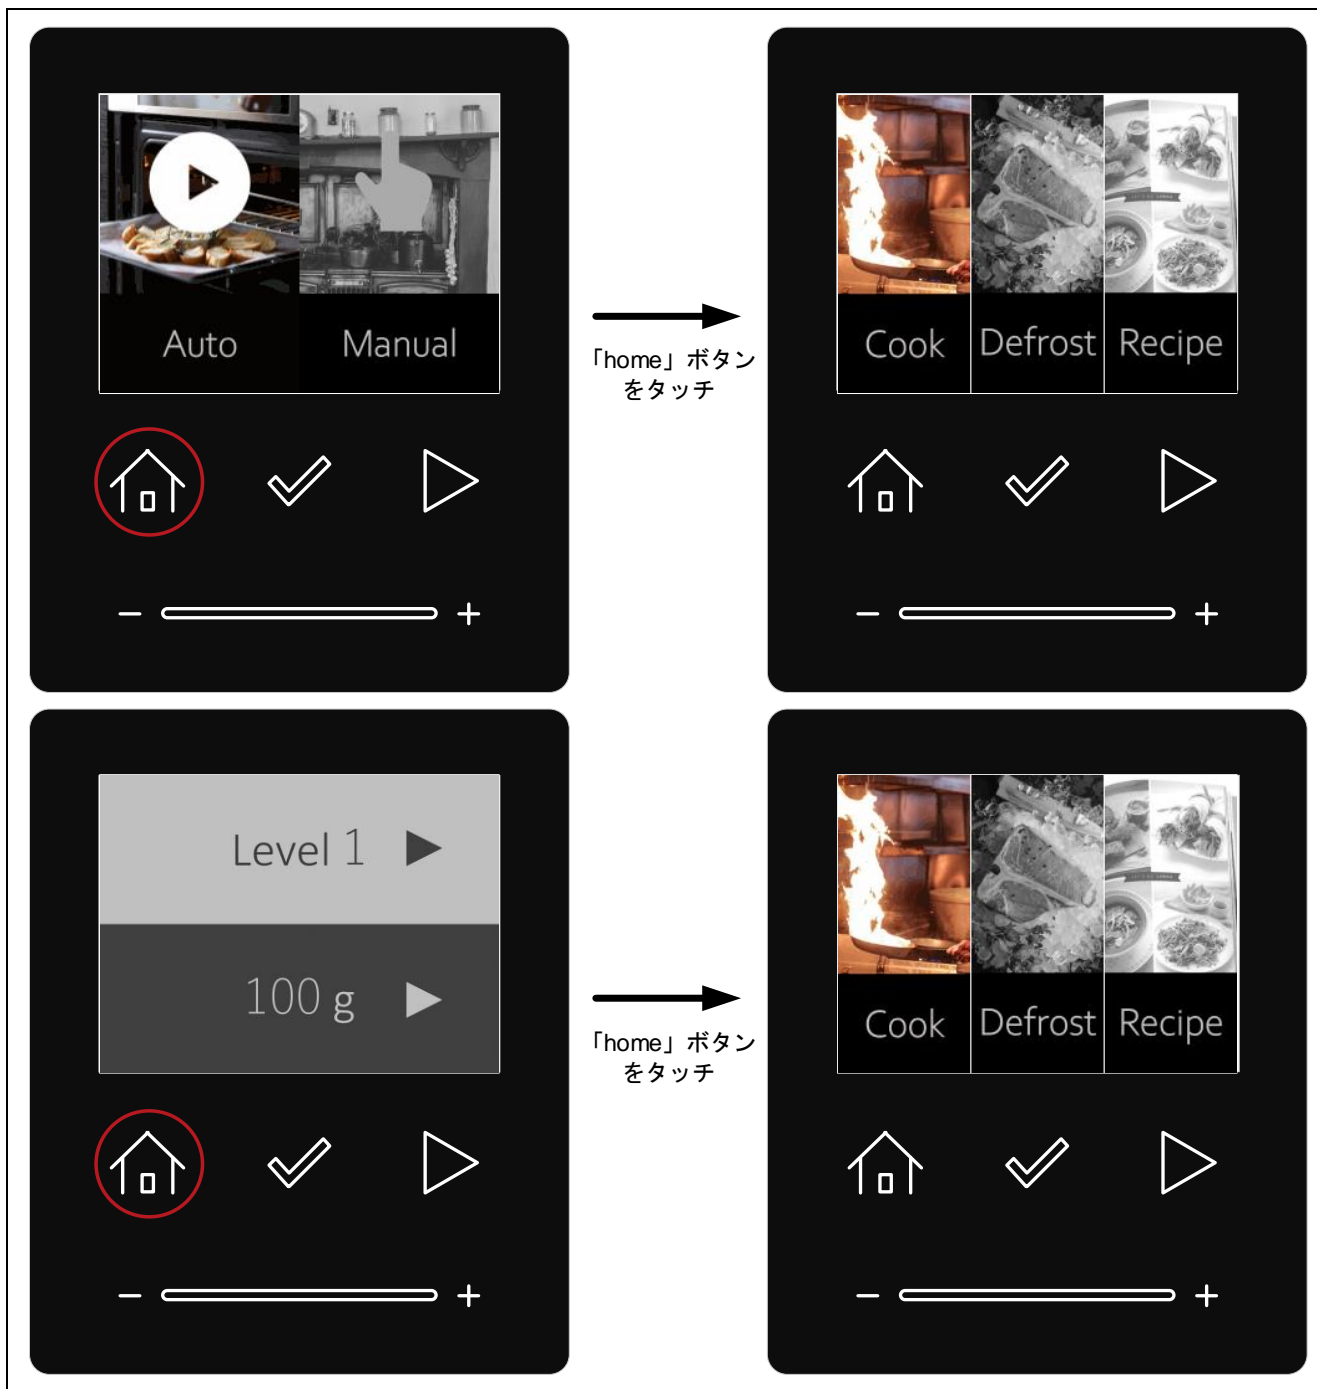 Auto Manual
「home」ボタン
をタッチ
Cook Defrost Recipe
- +
- +
Level 1
100 g
「home」ボタン
をタッチ
Cook Defrost Recipe
- +
- +